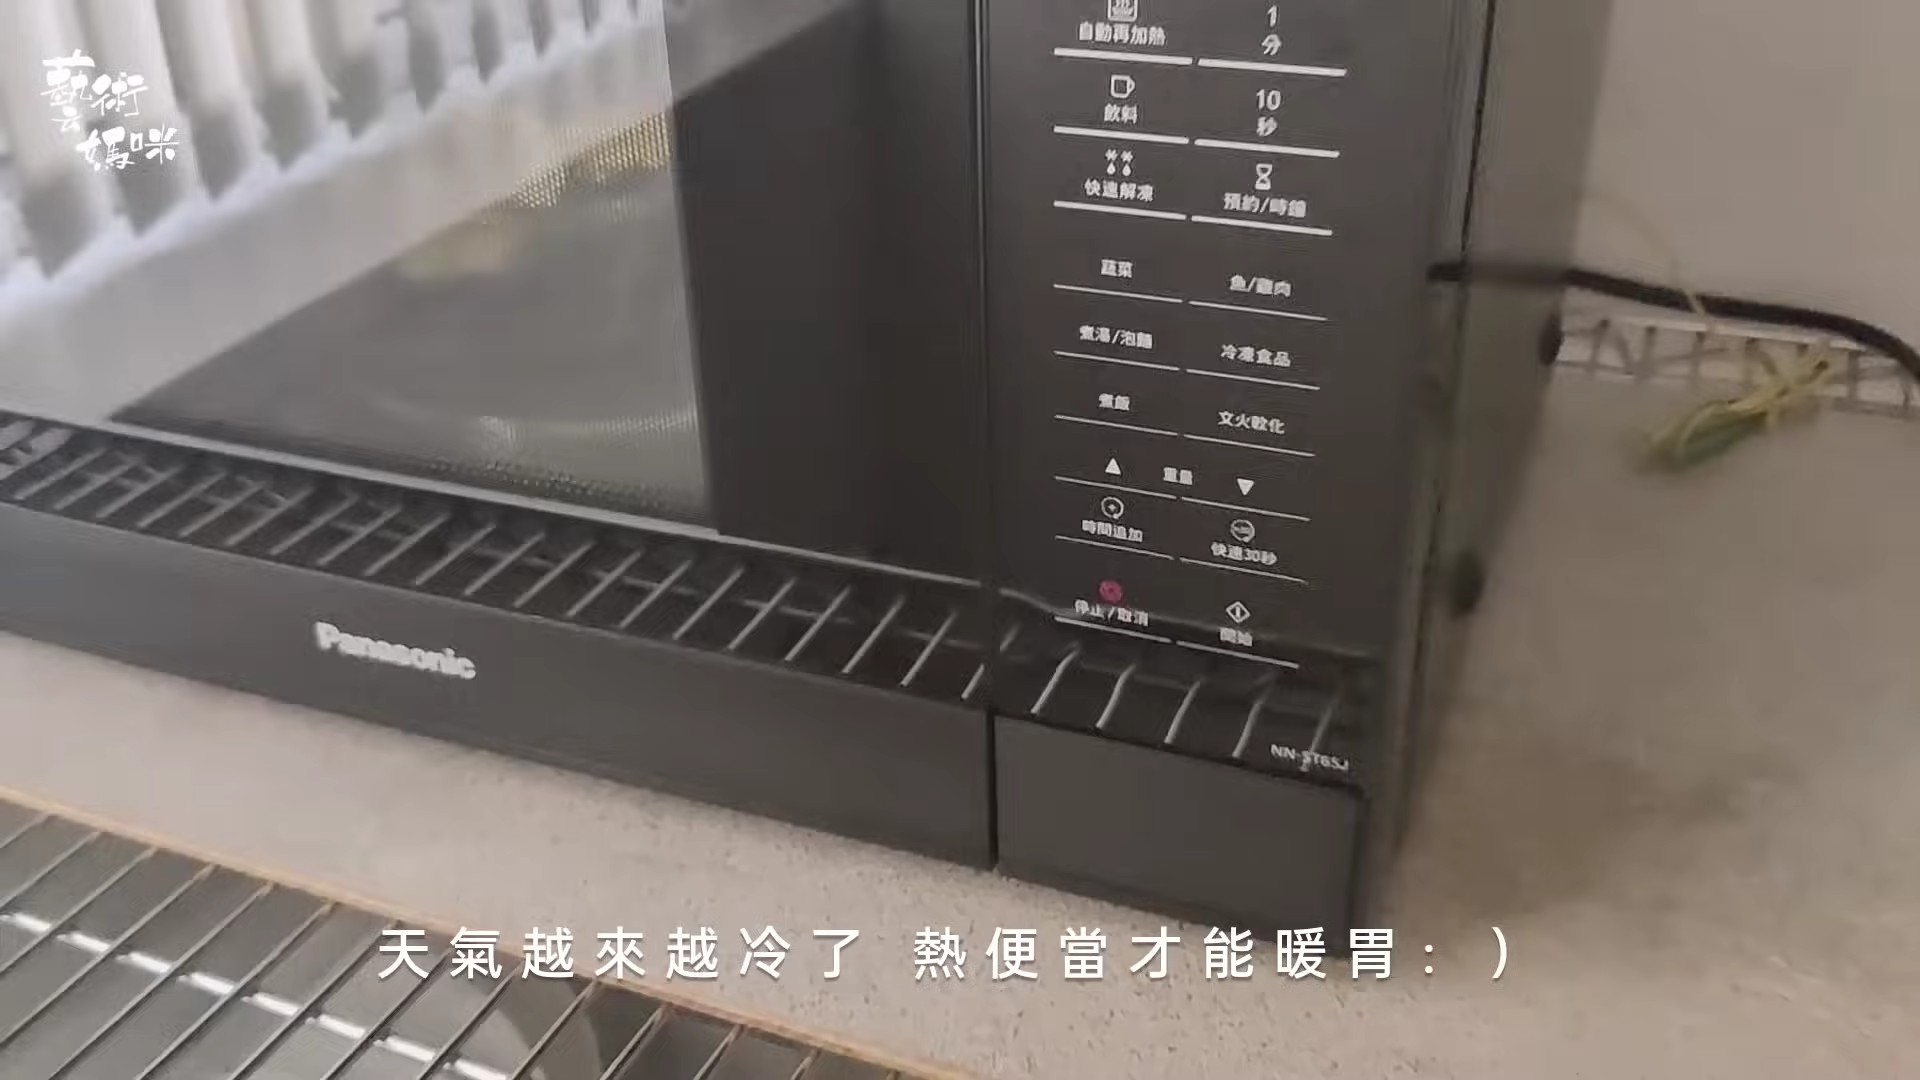 藝術
媽咪
自動再加熱
1
分
飲料
10
秒
快速解凍
預約/時鐘
蔬菜
魚/雞肉
煮湯/泡麵
冷凍食品
煮飯
文火軟化
重量
時間追加
快速30秒
停止/取消
開始
Panasonic
NN-ST65J
天氣越來越冷了 熱便當才能暖胃:)